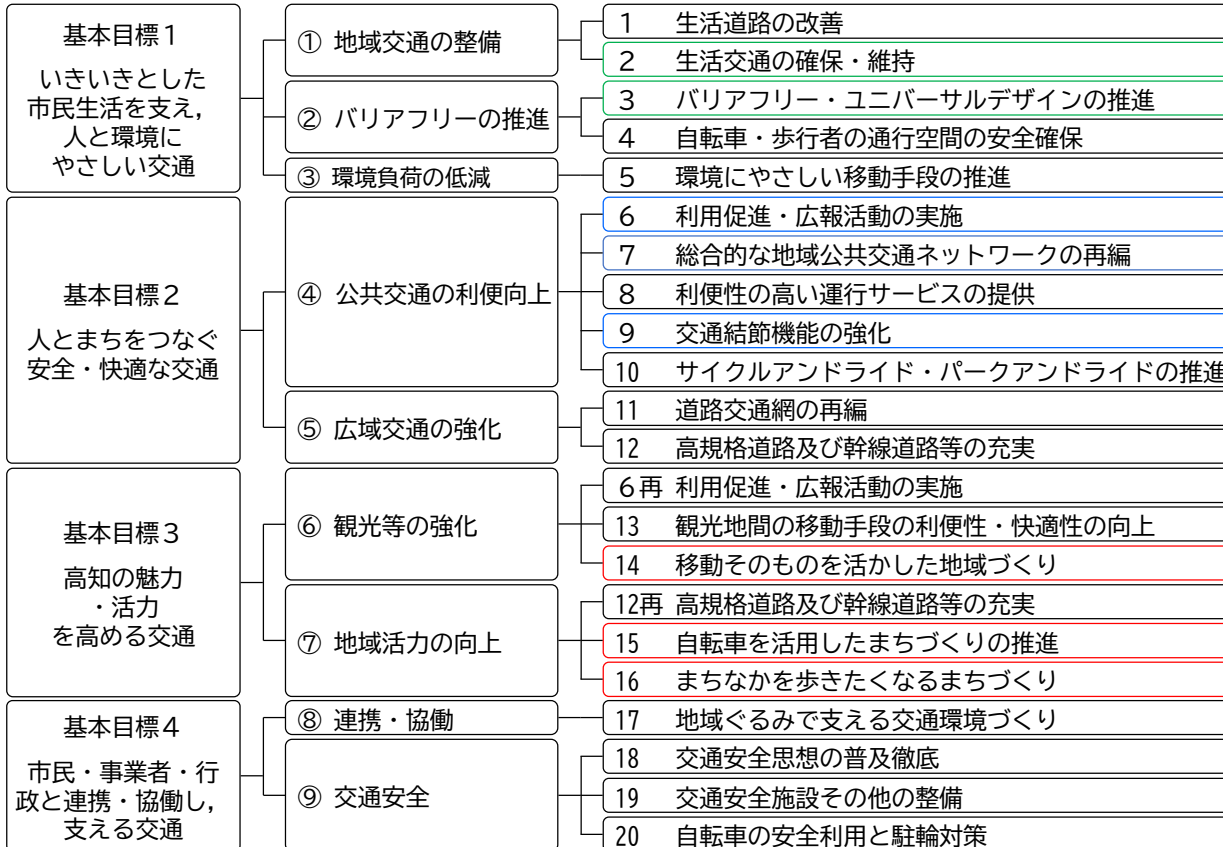 基本目標１
いきいきとした
市民生活を支え，
人と環境に
やさしい交通
① 地域交通の整備
1 生活道路の改善
2 生活交通の確保・維持
② バリアフリーの推進
3 バリアフリー・ユニバーサルデザインの推進
4 自転車・歩行者の通行空間の安全確保
③ 環境負荷の低減
5 環境にやさしい移動手段の推進
基本目標２
人とまちをつなぐ
安全・快適な交通
④ 公共交通の利便向上
6 利用促進・広報活動の実施
7 総合的な地域公共交通ネットワークの再編
8 利便性の高い運行サービスの提供
9 交通結節機能の強化
10 サイクルアンドライド・パークアンドライドの推進
⑤ 広域交通の強化
11 道路交通網の再編
12 高規格道路及び幹線道路等の充実
基本目標３
高知の魅力
・活力
を高める交通
⑥ 観光等の強化
6再 利用促進・広報活動の実施
13 観光地間の移動手段の利便性・快適性の向上
14 移動そのものを活かした地域づくり
⑦ 地域活力の向上
12再 高規格道路及び幹線道路等の充実
15 自転車を活用したまちづくりの推進
16 まちなかを歩きたくなるまちづくり
基本目標４
市民・事業者・行
政と連携・協働し，
支える交通
⑧ 連携・協働
17 地域ぐるみで支える交通環境づくり
⑨ 交通安全
18 交通安全思想の普及徹底
19 交通安全施設その他の整備
20 自転車の安全利用と駐輪対策